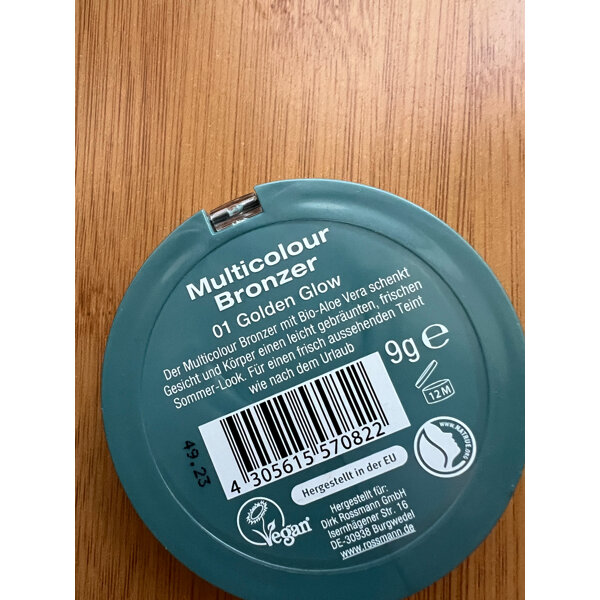 Multicolour
Bronzer
01 Golden Glow
Der Multicolour Bronzer mit Bio-Aloe Vera schenkt
Gesicht und Körper einen leicht gebräunten, frischen
Sommer-Look. Für einen frisch aussehenden Teint
wie nach dem Urlaub
9g e
12M
49.23
4 305615 570822
Hergestellt in der EU
WWW.NATRUE.ORG
Vegan
Hergestellt für:
Dirk Rossmann GmbH
Isernhägener Str. 16
DE-30938 Burgwedel
www.rossmann.de